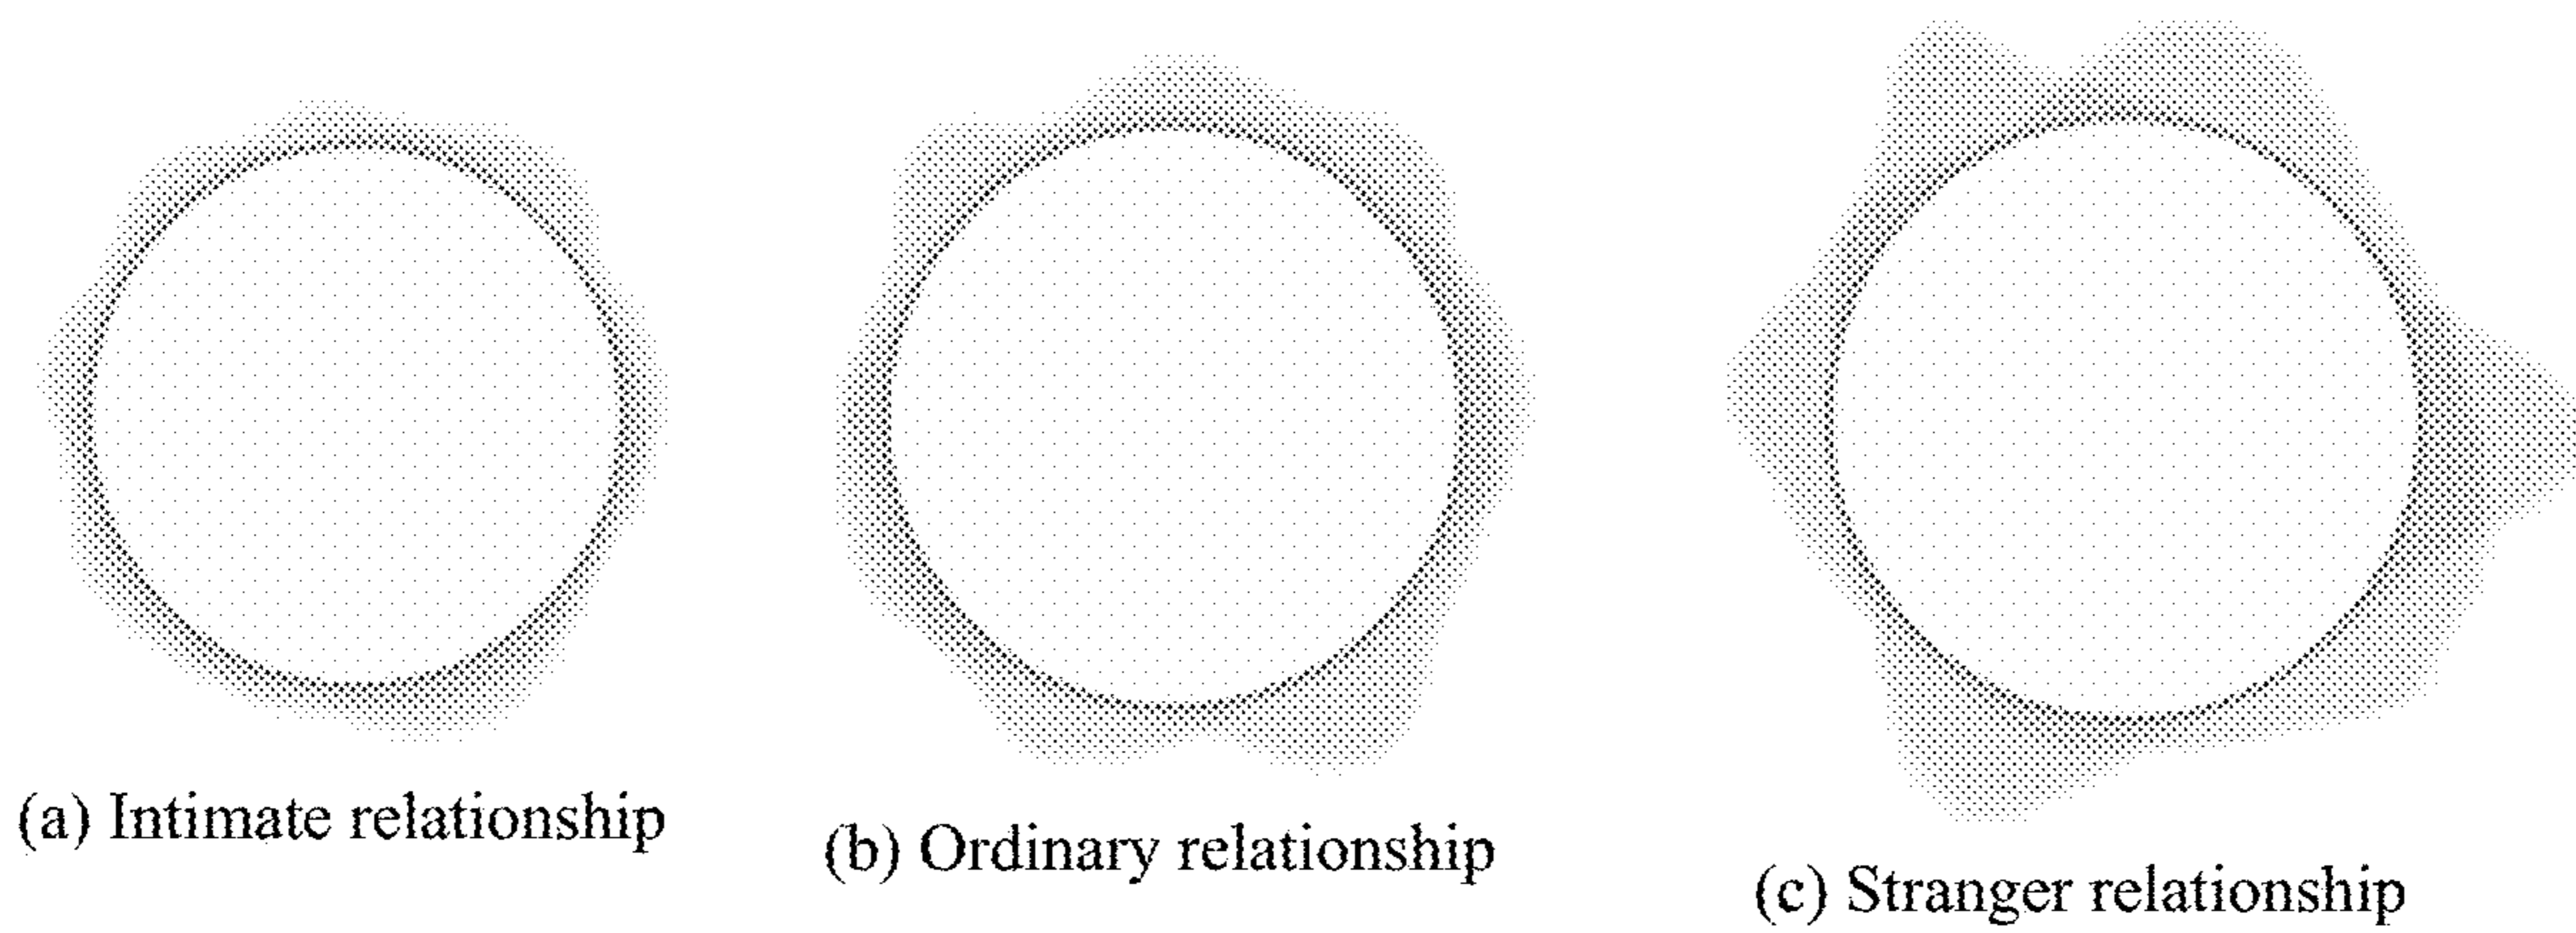 (a) Intimate relationship
(b) Ordinary relationship
(c) Stranger relationship